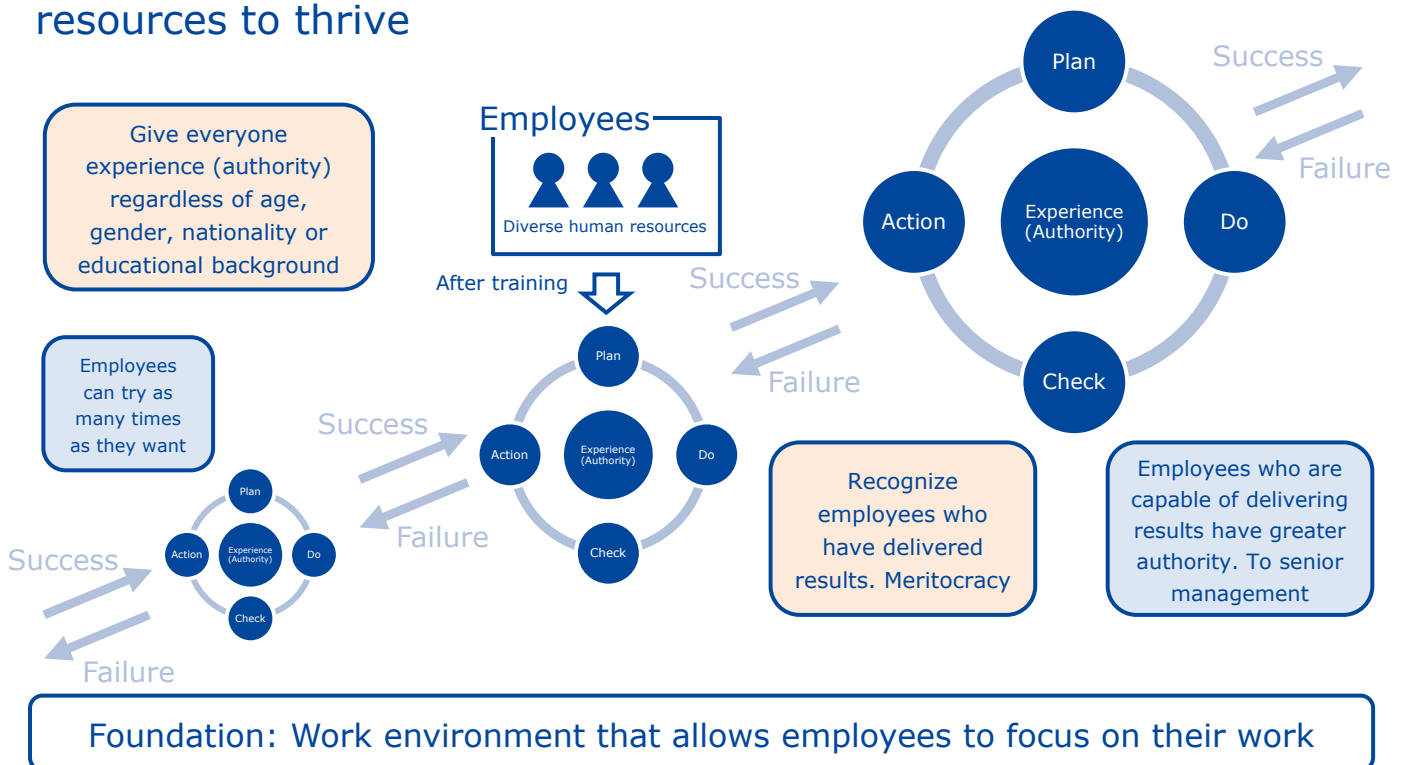 resources to thrive
Give everyone
experience (authority)
regardless of age,
gender, nationality or
educational background
Employees
Diverse human resources
After training
Employees
can try as
many times
as they want
Success
Failure
Plan
Do
Check
Action
Experience
(Authority)
Success
Failure
Plan
Do
Check
Action
Experience
(Authority)
Success
Failure
Plan
Do
Check
Action
Experience
(Authority)
Success
Failure
Recognize
employees who
have delivered
results. Meritocracy
Employees who are
capable of delivering
results have greater
authority. To senior
management
Foundation: Work environment that allows employees to focus on their work